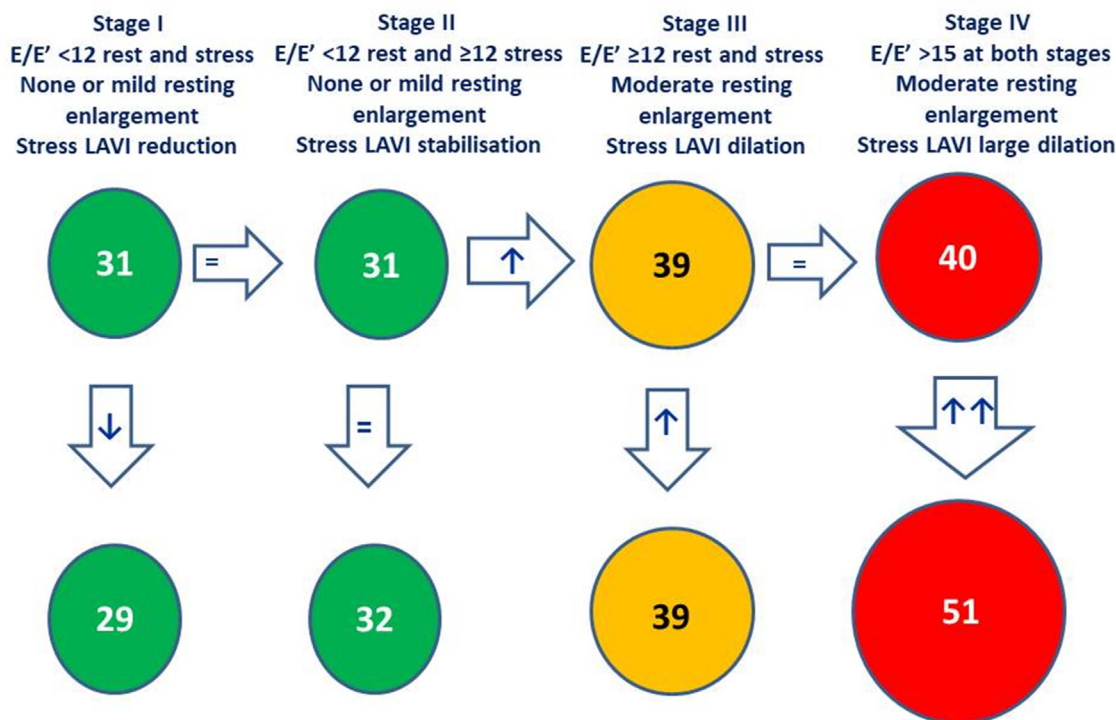 Stage I
E/E' <12 rest and stress
None or mild resting
enlargement
Stress LAVI reduction
Stage II
E/E' <12 rest and ≥12 stress
None or mild resting
enlargement
Stress LAVI stabilisation
Stage III
E/E' ≥12 rest and stress
Moderate resting
enlargement
Stress LAVI dilation
Stage IV
E/E' >15 at both stages
Moderate resting
enlargement
Stress LAVI large dilation
31
=
31
↑
39
=
40
↓
=
↑
↑↑
29
32
39
51